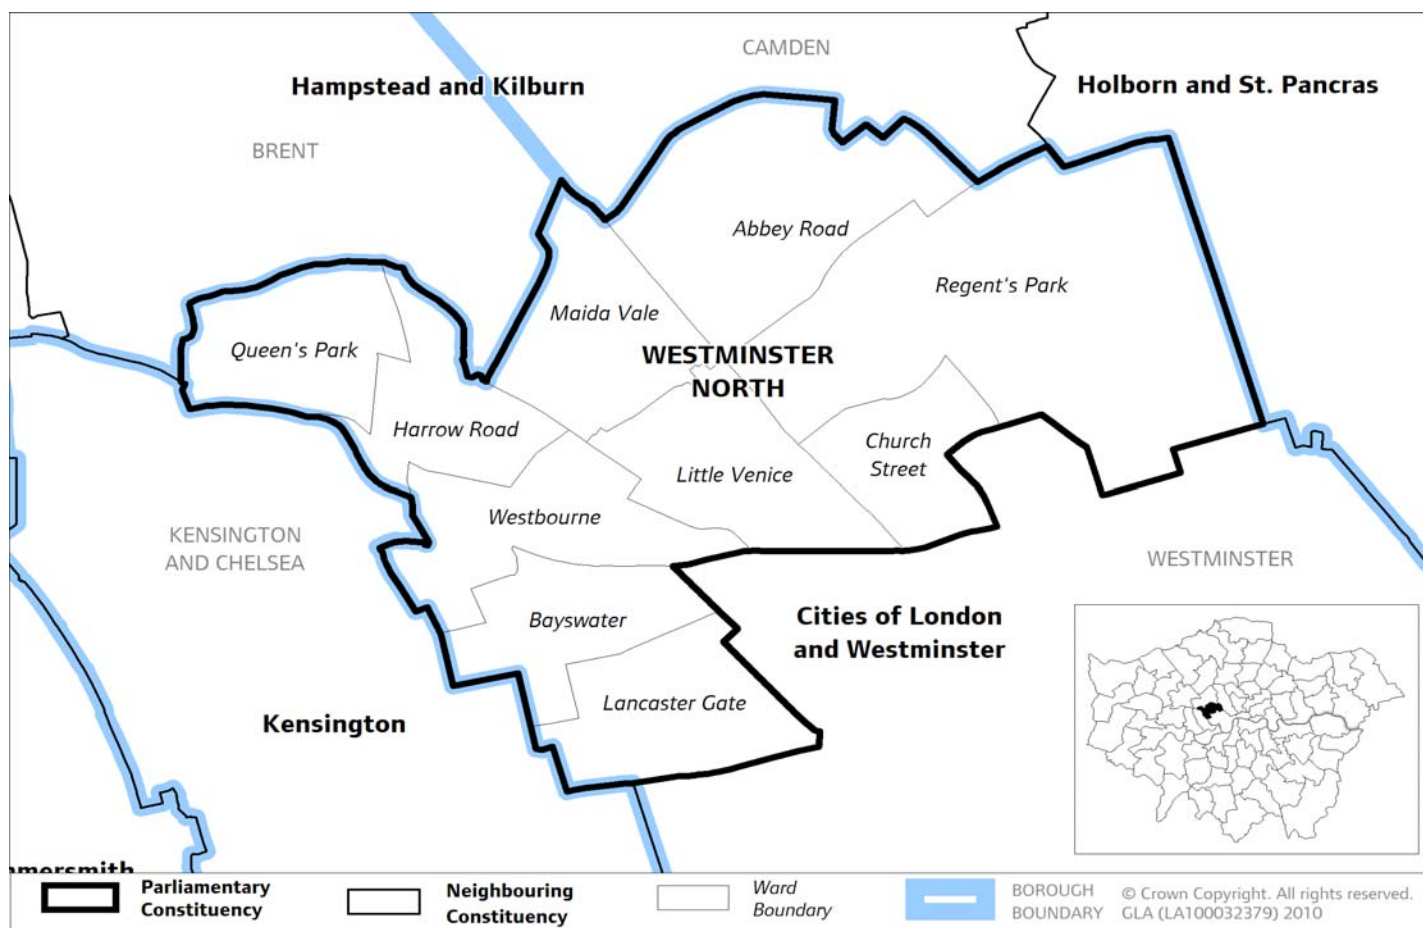 CAMDEN
Hampstead and Kilburn
Holborn and St. Pancras
BRENT
Abbey Road
Regent's Park
Maida Vale
Queen's Park
WESTMINSTER
NORTH
Harrow Road
Church
Street
Little Venice
Westbourne
KENSINGTON
AND CHELSEA
WESTMINSTER
Bayswater
Cities of London
and Westminster
Lancaster Gate
Kensington
mmersmith
Parliamentary
Constituency
Neighbouring
Constituency
Ward
Boundary
BOROUGH
BOUNDARY
© Crown Copyright. All rights reserved.
GLA (LA100032379) 2010